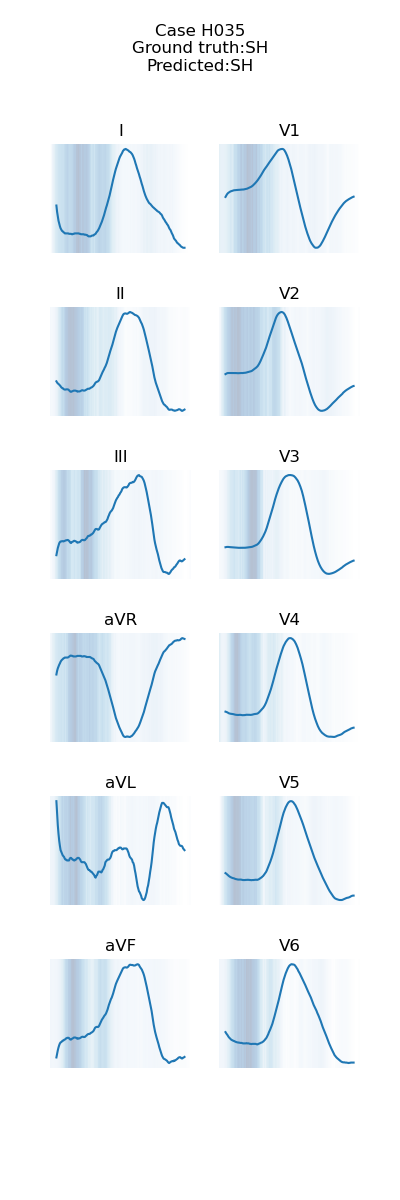 Case H035
Ground truth:SH
Predicted:SH
I
V1
II
V2
III
V3
aVR
V4
aVL
V5
aVF
V6